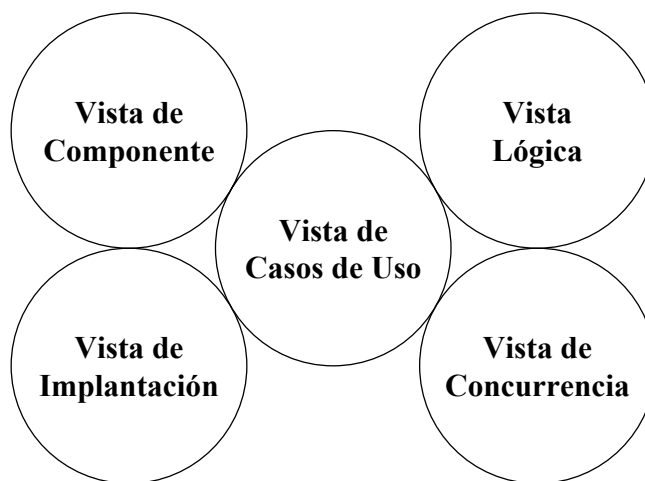 Vista de
Componente
Vista
Lógica
Vista de
Casos de Uso
Vista de
Implantación
Vista de
Concurrencia